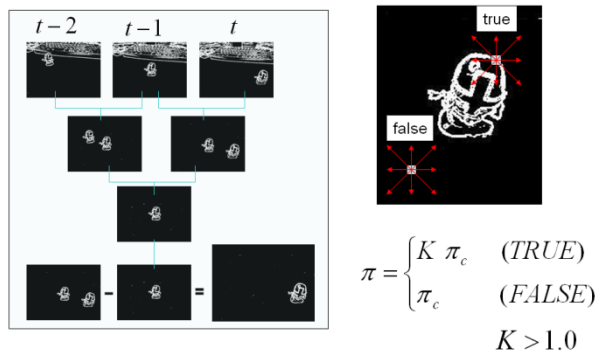 t − 2 t − 1 t
−
=
true
false
π = { K π_c (TRUE)
π_c (FALSE)
K > 1.0